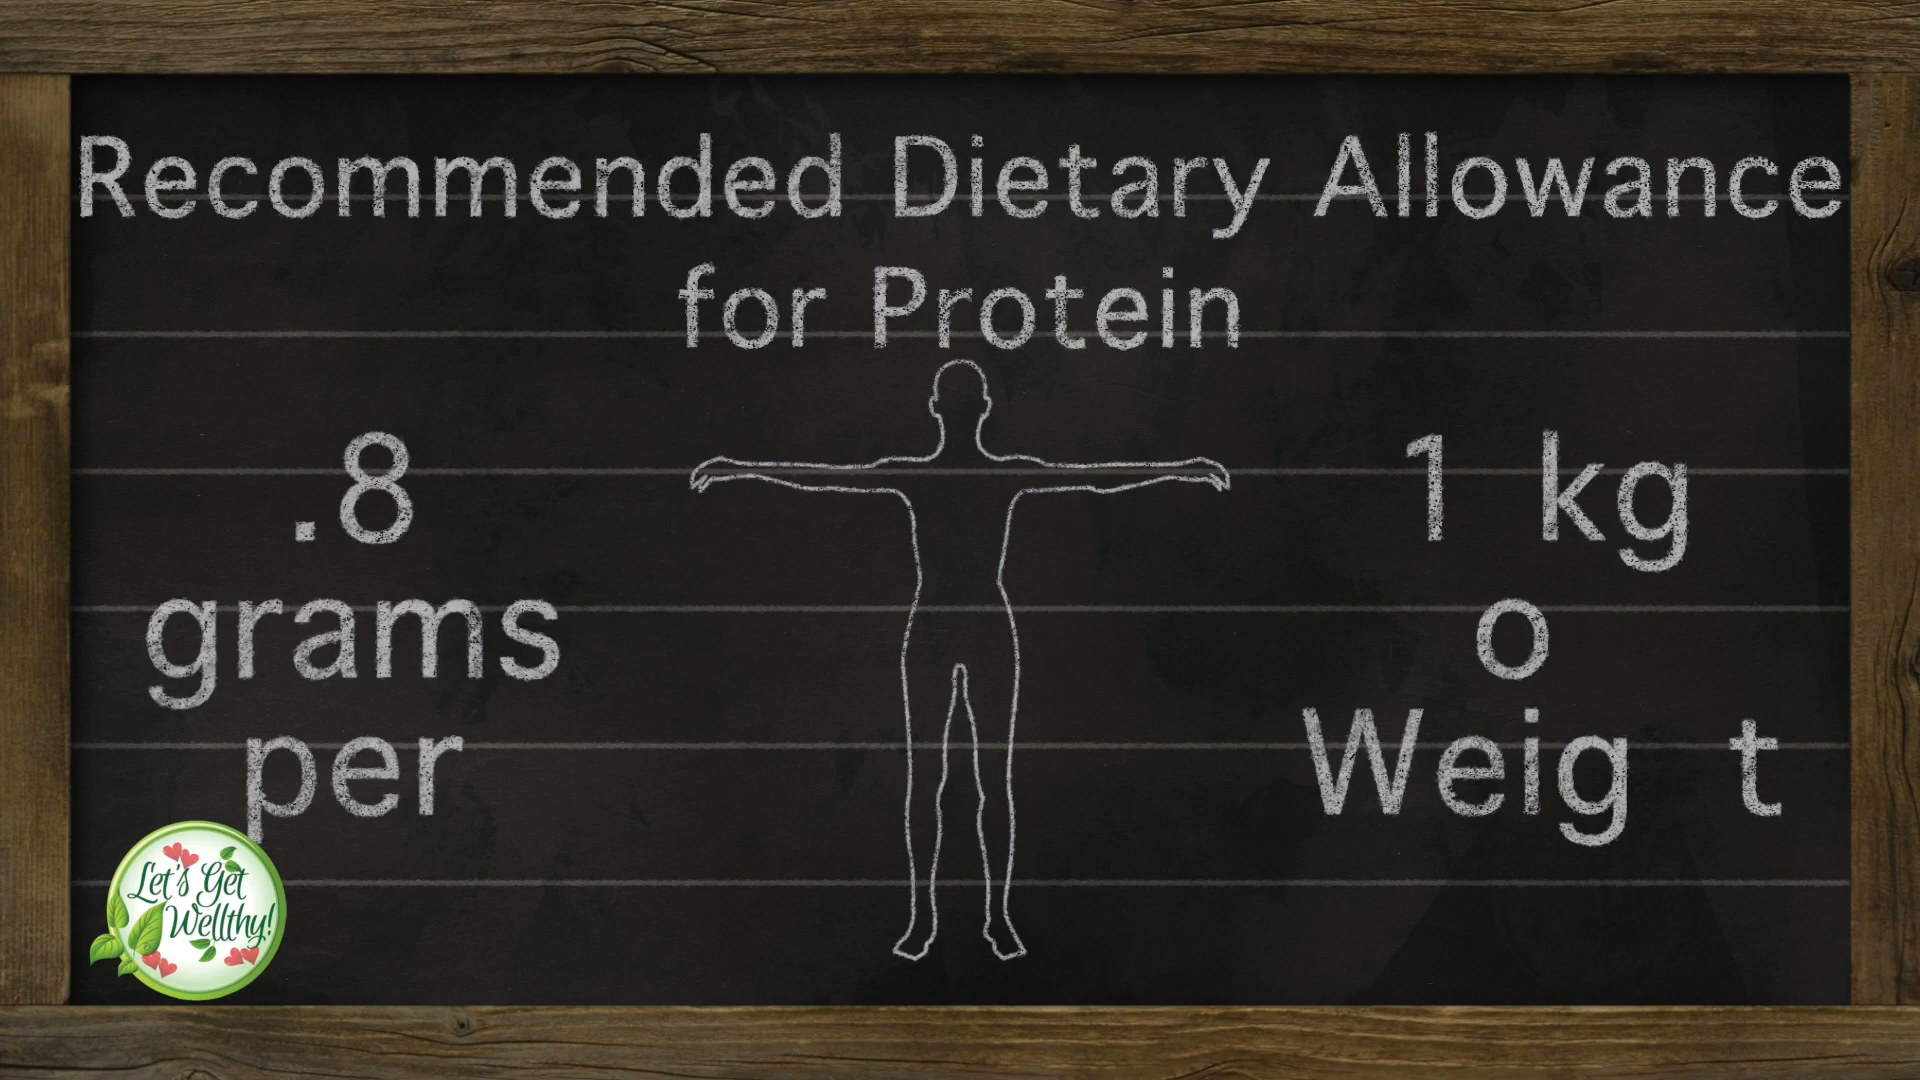 Recommended Dietary Allowance
for Protein
.8
grams
per
1 kg
o
Weig t
Let's Get
Wellthy!